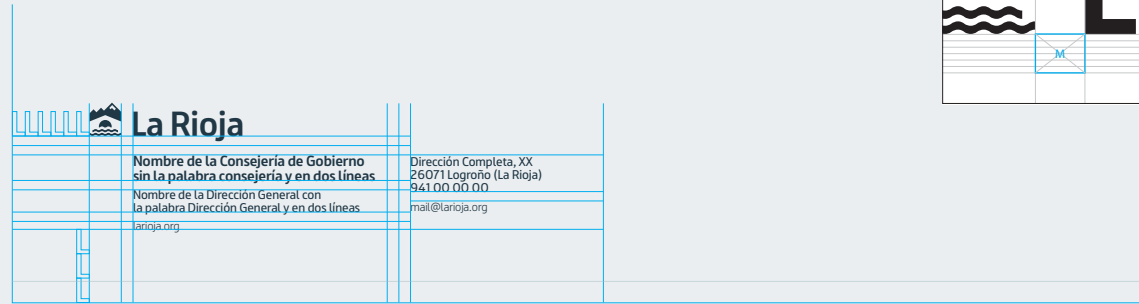 M
La Rioja
Nombre de la Consejería de Gobierno
sin la palabra consejería y en dos líneas
Nombre de la Dirección General con
la palabra Dirección General y en dos líneas
larioja.org
Dirección Completa, XX
26071 Logroño (La Rioja)
941 00 00 00
mail@larioja.org